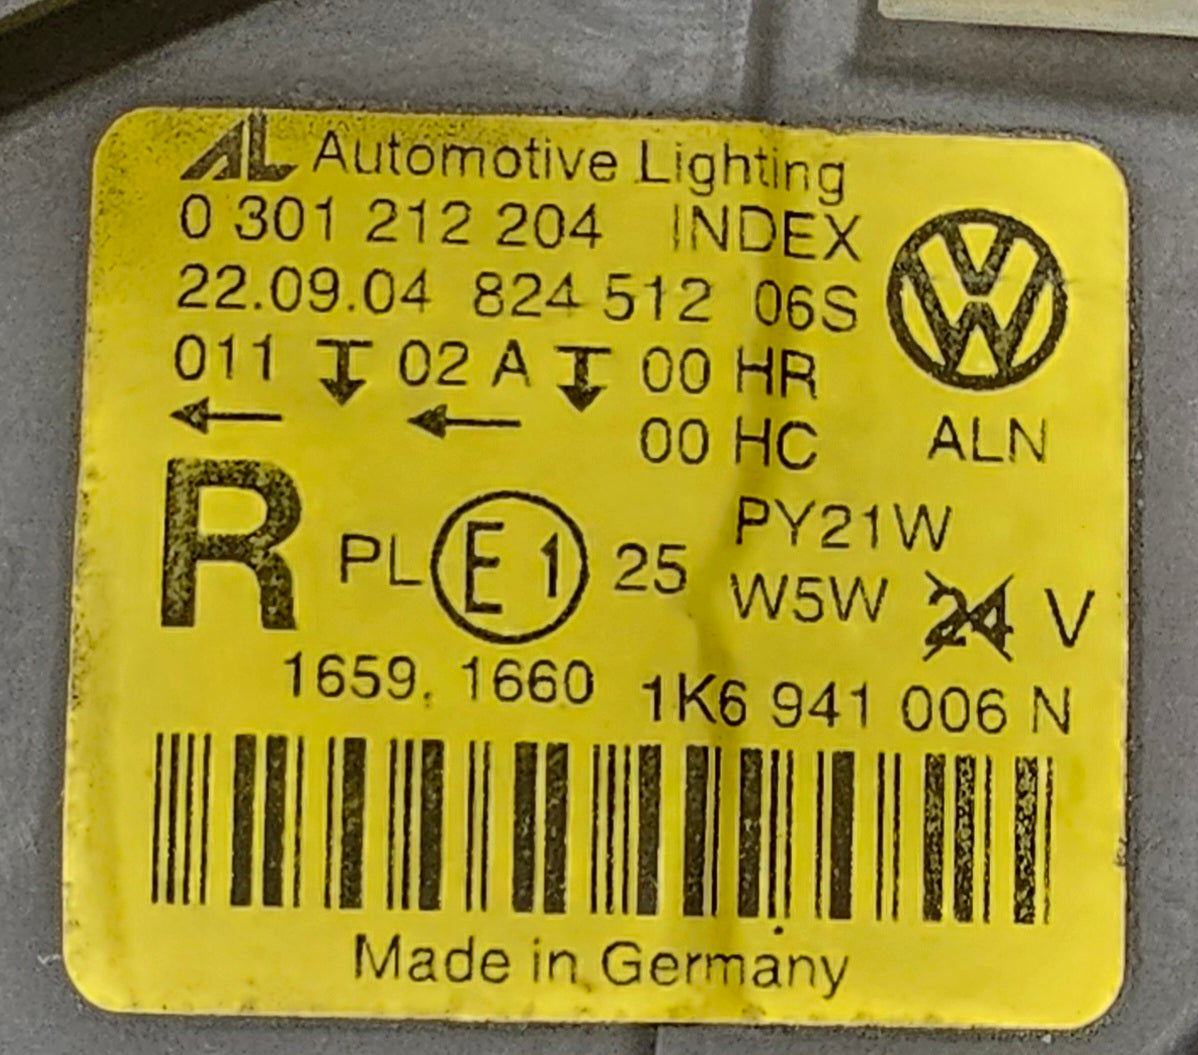 AL Automotive Lighting
0 301 212 204 INDEX
22.09.04 824 512 06S
011 02 A 00 HR
00 HC
ALN
R PL E1 25
PY21W
W5W 24 V
1659, 1660 1K6 941 006 N
Made in Germany